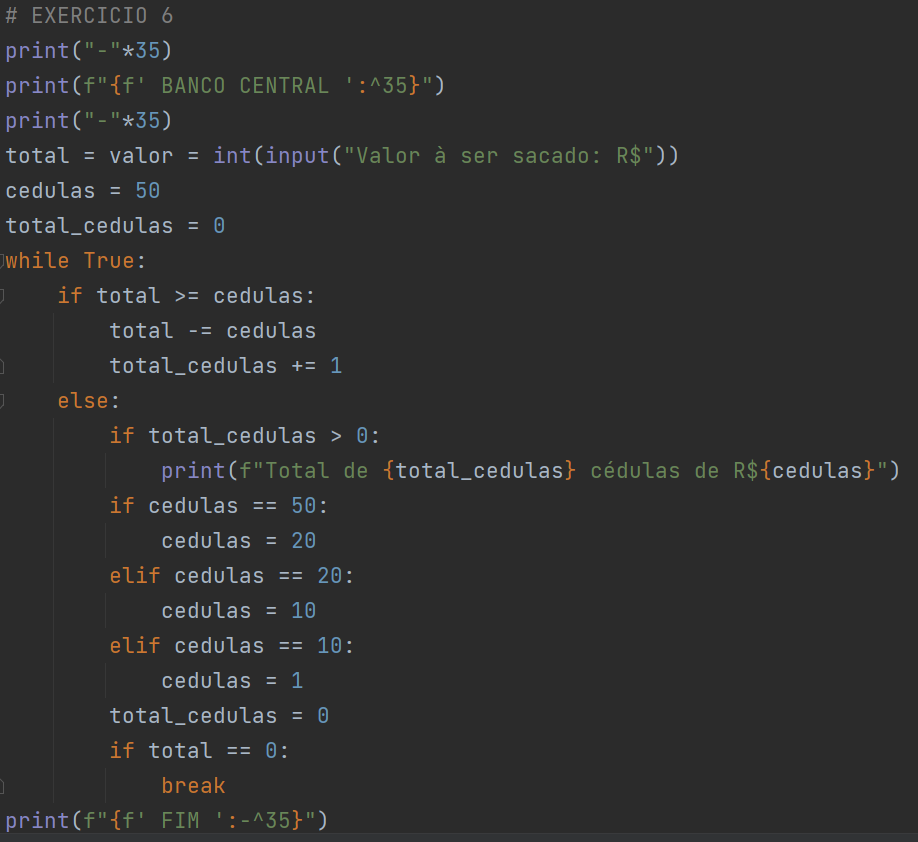 # EXERCICIO 6
print("-"*35)
print(f"{f' BANCO CENTRAL ':^35}")
print("-"*35)
total = valor = int(input("Valor à ser sacado: R$"))
cedulas = 50
total_cedulas = 0
while True:
    if total >= cedulas:
        total -= cedulas
        total_cedulas += 1
    else:
        if total_cedulas > 0:
            print(f"Total de {total_cedulas} cédulas de R${cedulas}")
        if cedulas == 50:
            cedulas = 20
        elif cedulas == 20:
            cedulas = 10
        elif cedulas == 10:
            cedulas = 1
        total_cedulas = 0
        if total == 0:
            break
print(f"{f' FIM ':-^35}")